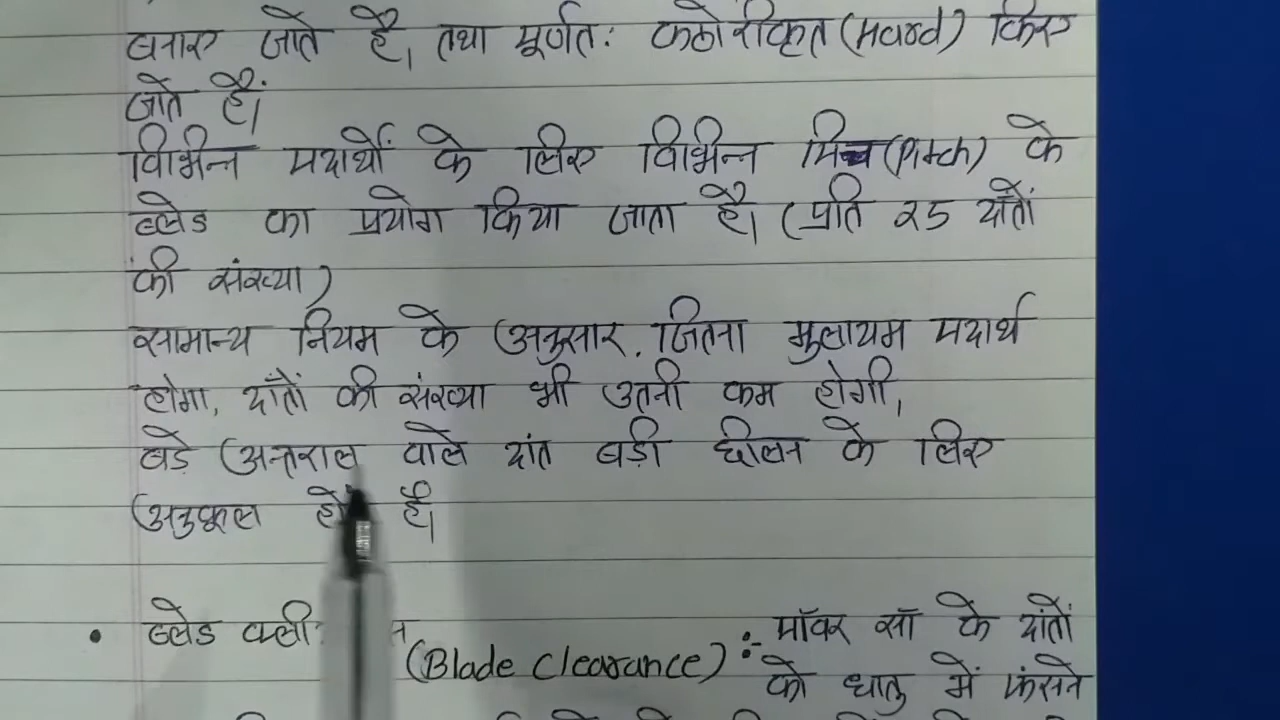 बनाए जाते है, तथा पूर्णत: कठोरीकृत (Hard) किए
जाते हैं।
विभिन्न पदार्थों के लिए विभिन्न पिच (Pitch) के
ब्लेड का प्रयोग किया जाता है। (प्रति 25 दाँतों
की संख्या)
सामान्य नियम के अनुसार, जितना मुलायम पदार्थ
होगा, दाँतों की संख्या भी उतनी कम होगी,
बड़े अन्तराल वाले दांत बड़ी छीलन के लिए
अनुकूल है।
• ब्लेड (Blade Clearance) :- पॉवर सॉ के दांतों
को धातु में फंसने